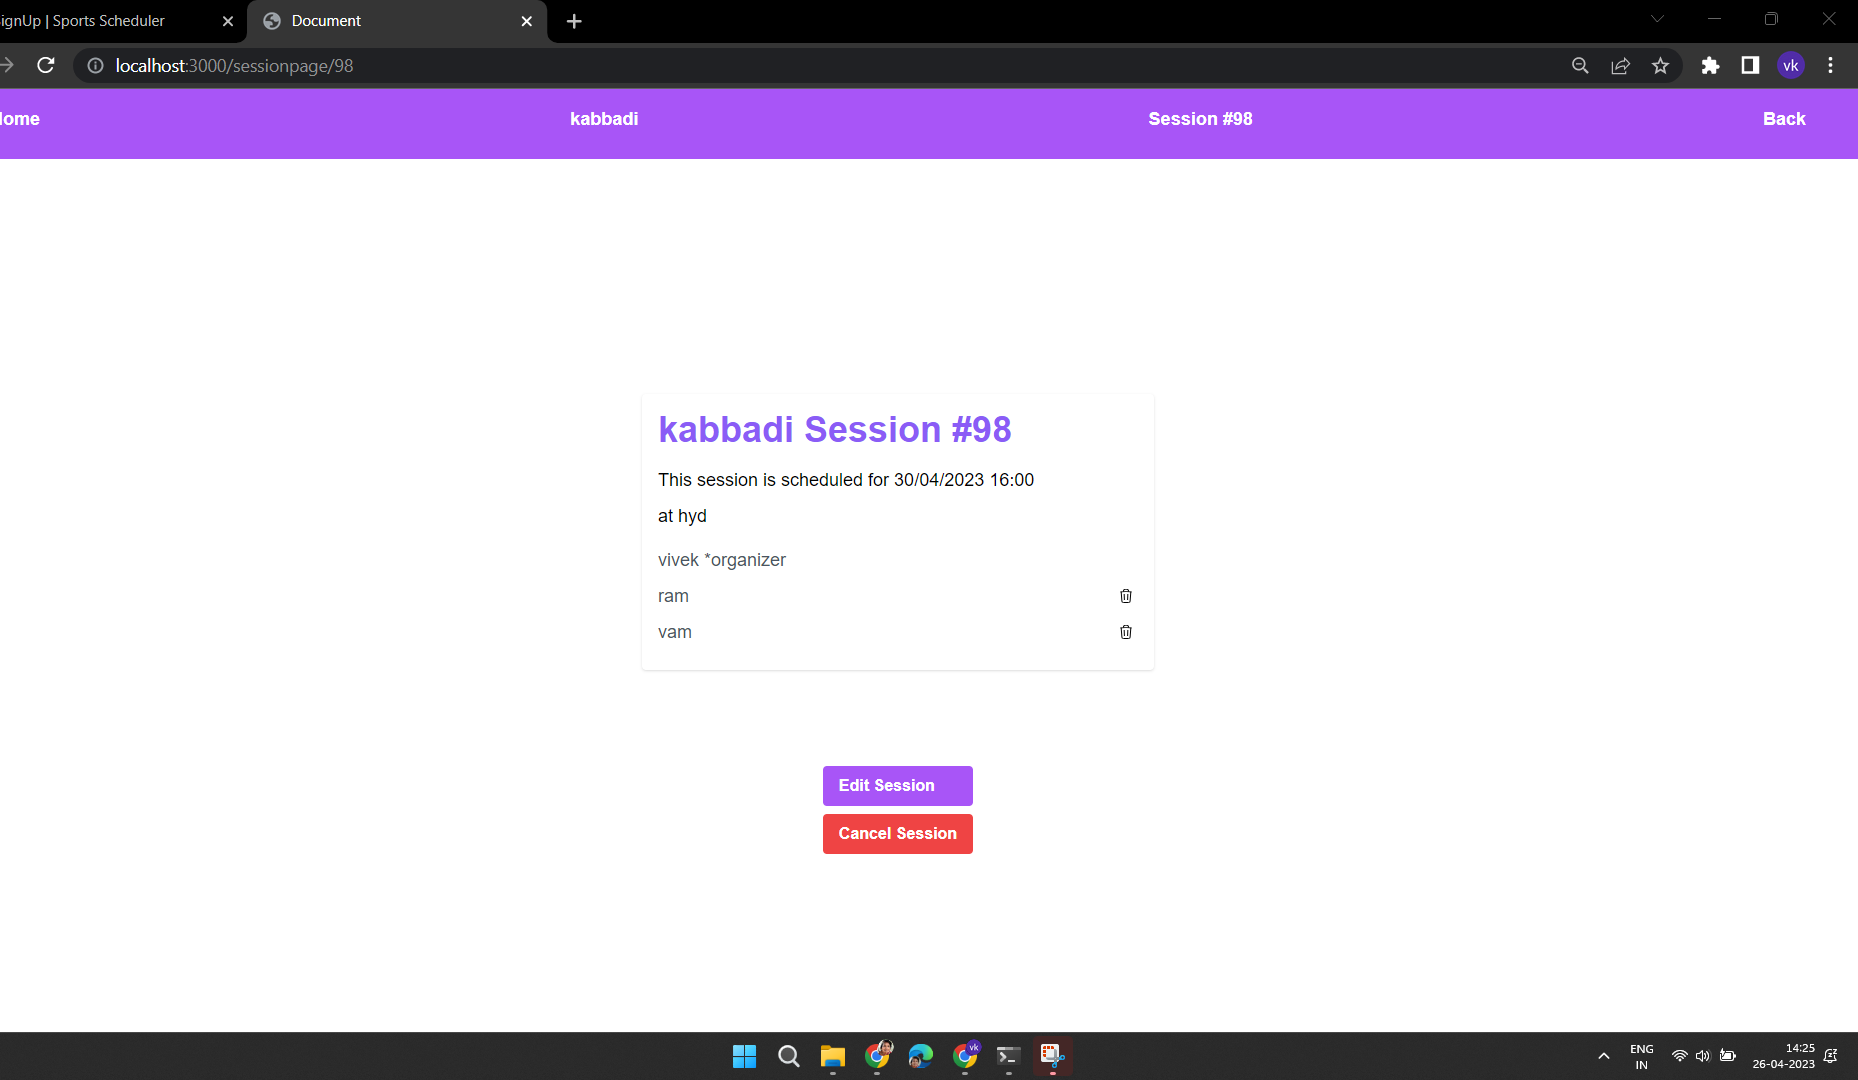 ignUp | Sports Scheduler
Document
localhost:3000/sessionpage/98
vk
ome
kabbadi
Session #98
Back
kabbadi Session #98
This session is scheduled for 30/04/2023 16:00
at hyd
vivek *organizer
ram
vam
Edit Session
Cancel Session
vk
ENG
IN
14:25
26-04-2023